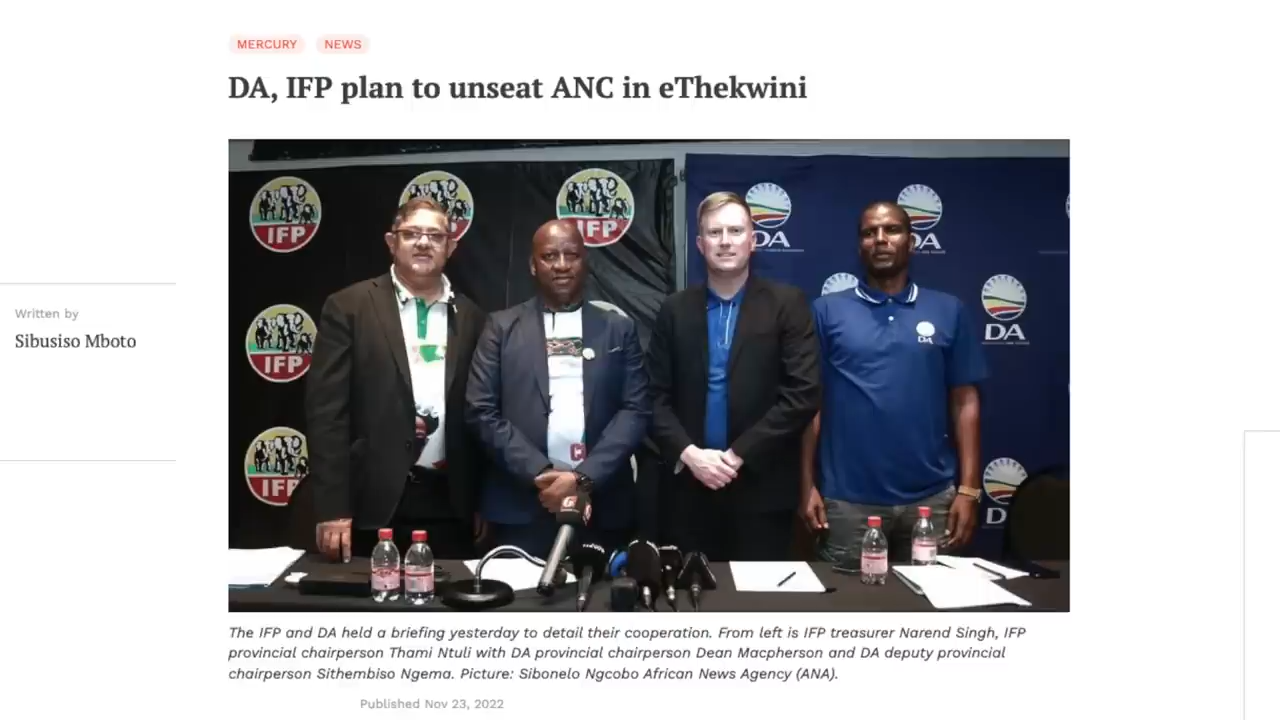 MERCURY NEWS
DA, IFP plan to unseat ANC in eThekwini
IFP
IFP
IFP
DA
DA
IFP
DA
DA
IFP
Written by
Sibusiso Mboto
The IFP and DA held a briefing yesterday to detail their cooperation. From left is IFP treasurer Narend Singh, IFP
provincial chairperson Thami Ntuli with DA provincial chairperson Dean Macpherson and DA deputy provincial
chairperson Sithembiso Ngema. Picture: Sibonelo Ngcobo African News Agency (ANA).
Published Nov 23, 2022